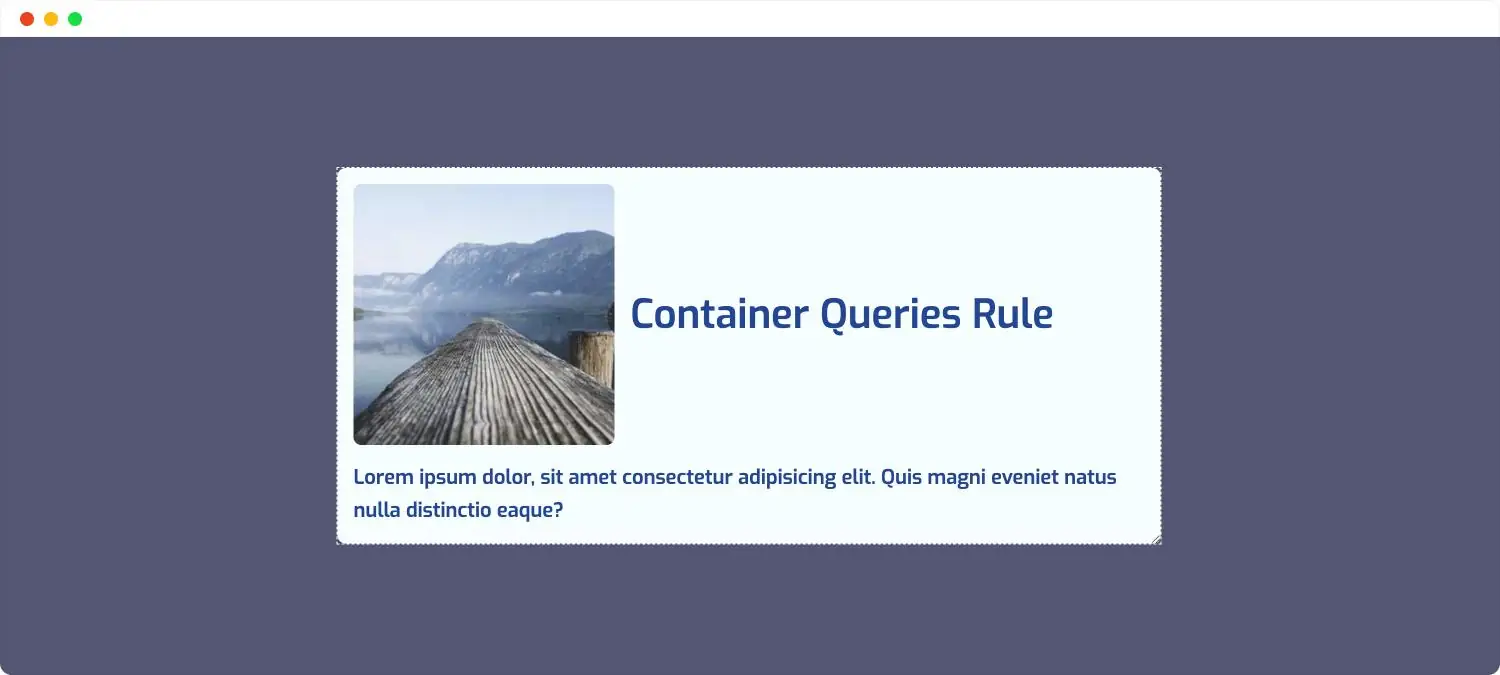 Container Queries Rule
Lorem ipsum dolor, sit amet consectetur adipisicing elit. Quis magni eveniet natus
nulla distinctio eaque?